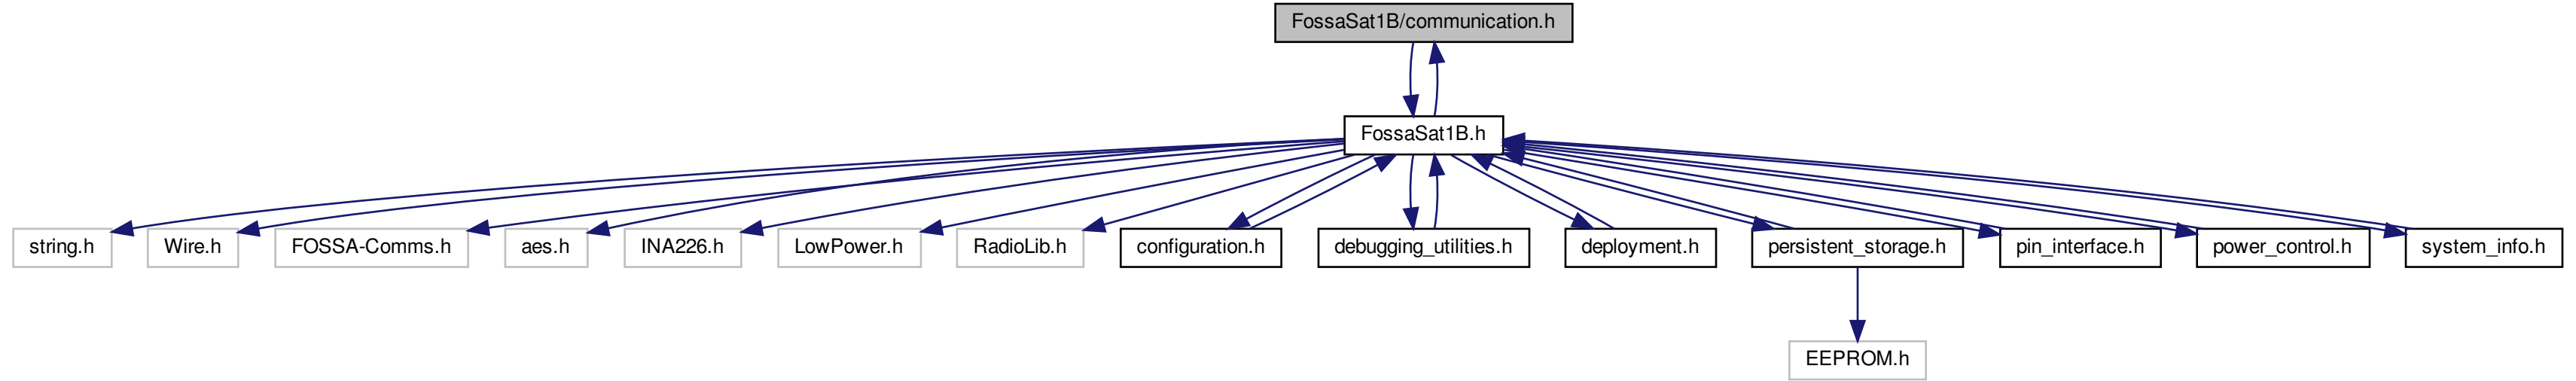 FossaSat1B/communication.h
FossaSat1B.h
string.h
Wire.h
FOSSA-Comms.h
aes.h
INA226.h
LowPower.h
RadioLib.h
configuration.h
debugging_utilities.h
deployment.h
persistent_storage.h
pin_interface.h
power_control.h
system_info.h
EEPROM.h